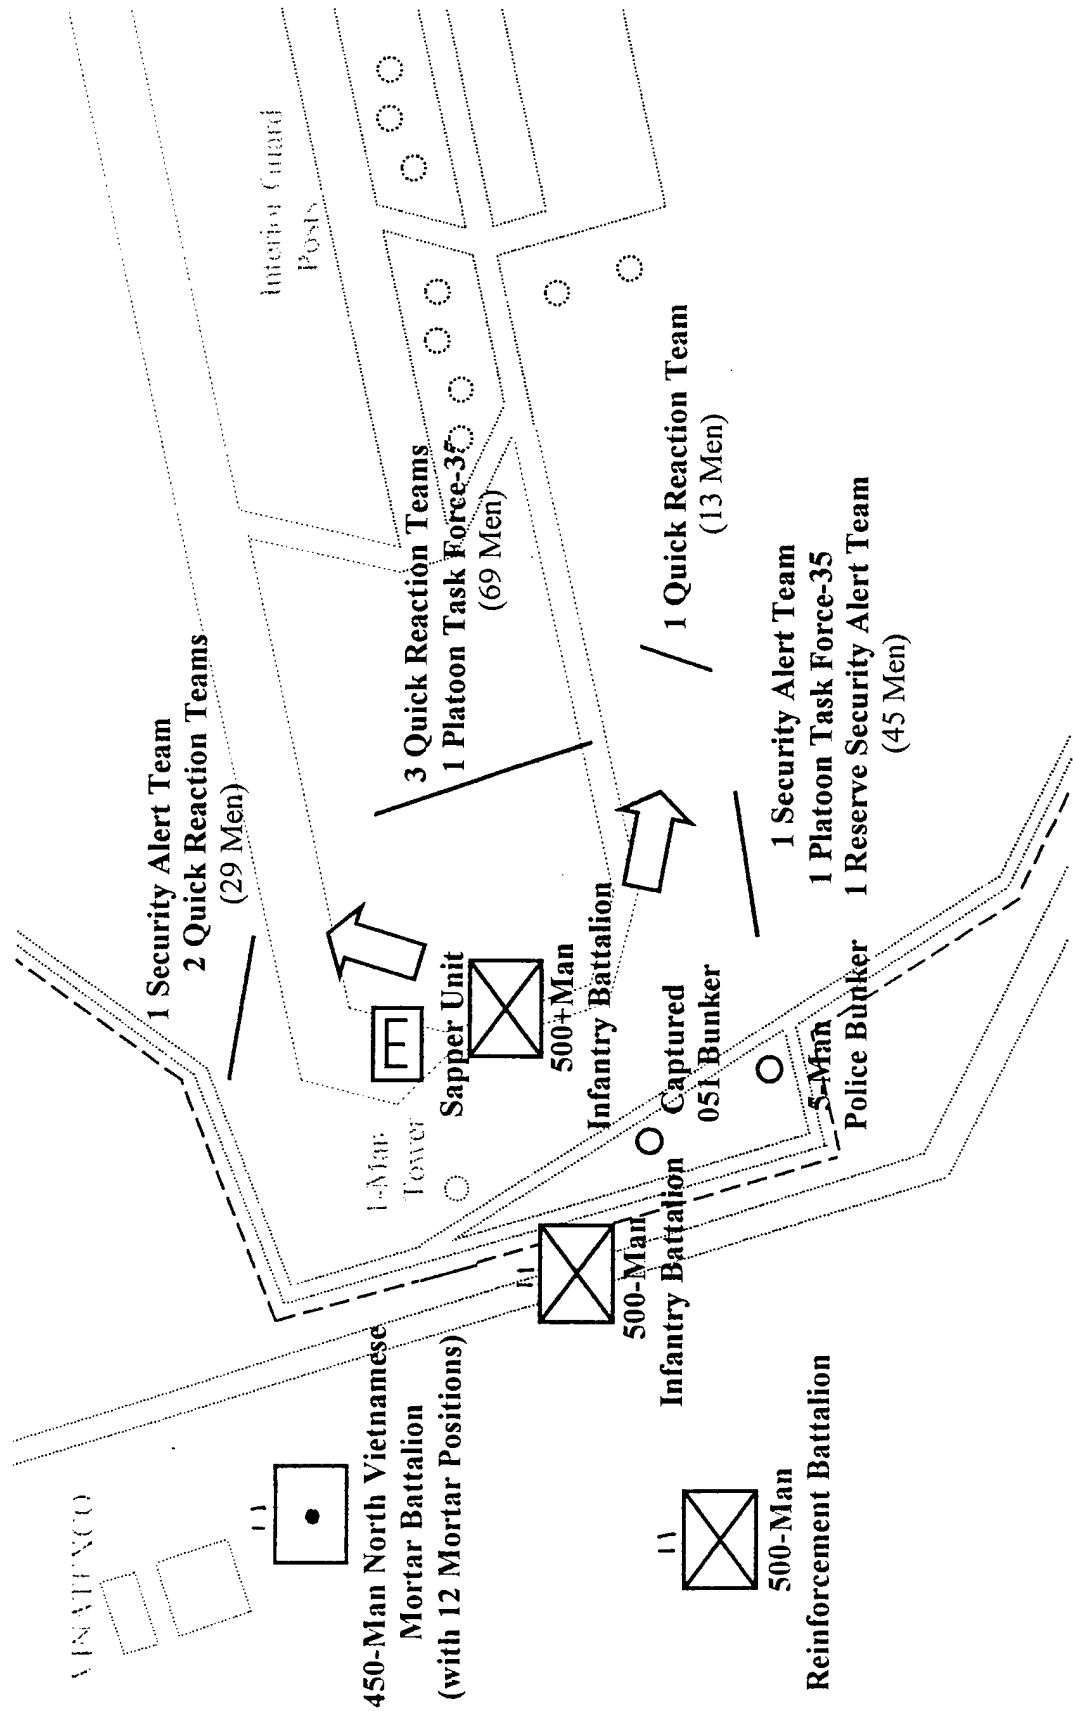 VINATEXCO
450-Man North Vietnamese
Mortar Battalion
(with 12 Mortar Positions)
500-Man
Reinforcement Battalion
500-Man
Infantry Battalion
1-Man
Tower
Sapper Unit
500+Man
Infantry Battalion
Captured
051 Bunker
5-Man
Police Bunker
1 Security Alert Team
2 Quick Reaction Teams
(29 Men)
3 Quick Reaction Teams
1 Platoon Task Force-35
(69 Men)
1 Quick Reaction Team
(13 Men)
1 Security Alert Team
1 Platoon Task Force-35
1 Reserve Security Alert Team
(45 Men)
Interior Guard
Posts